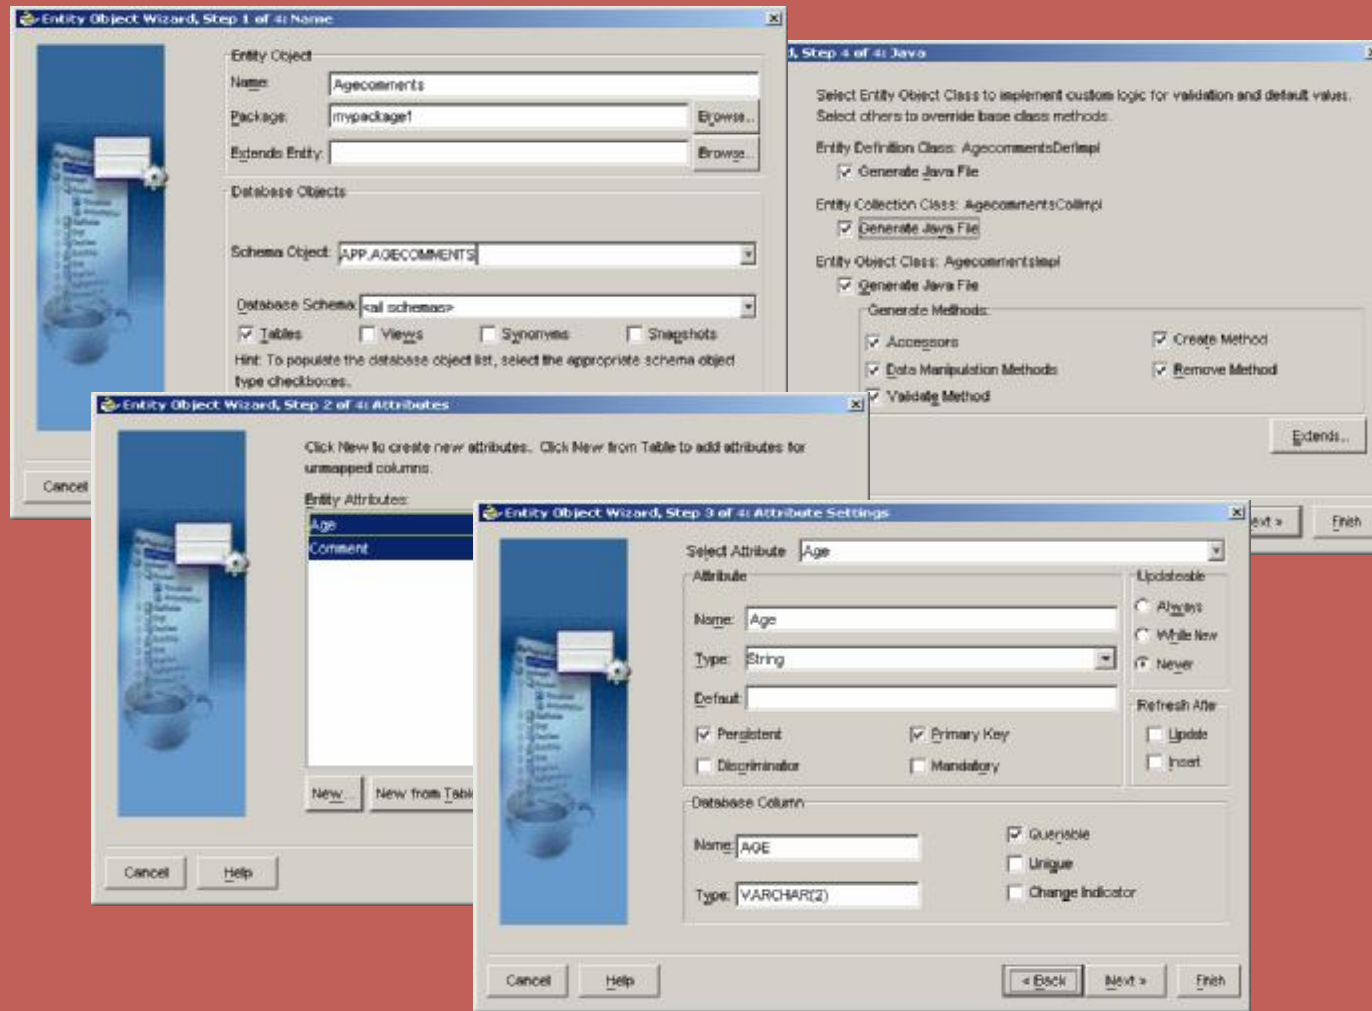 Entity Object Wizard, Step 1 of 4: Name
Entity Object
Name: Agecomments
Package: mypackage1 Browse...
Extends Entity: Browse...
Database Objects
Schema Object: APP.AGECOMMENTS
Database Schema: <all schemas>
Tables Views Synonyms Snapshots
Hint: To populate the database object list, select the appropriate schema object
type checkboxes.
Cancel
d, Step 4 of 4: Java
Select Entity Object Class to implement custom logic for validation and default values.
Select others to override base class methods.
Entity Definition Class: AgecommentsDefImpl
Generate Java File
Entity Collection Class: AgecommentsCollImpl
Generate Java File
Entity Object Class: AgecommentsImpl
Generate Java File
Generate Methods:
Accessors Create Method
Data Manipulation Methods Remove Method
Validate Method
Extends...
ext > Finish
Entity Object Wizard, Step 2 of 4: Attributes
Click New to create new attributes. Click New from Table to add attributes for
unmapped columns.
Entity Attributes:
Age
Comment
New... New from Tabl
Cancel Help
Entity Object Wizard, Step 3 of 4: Attribute Settings
Select Attribute Age
Attribute
Name: Age
Type: String
Default:
Persistent Primary Key
Discriminator Mandatory
Updateable
Always
While New
Never
Refresh Afte
Update
Insert
Database Column
Name: AGE
Type: VARCHAR(2)
Queriable
Unique
Change Indicator
Cancel Help < Back Next > Finish